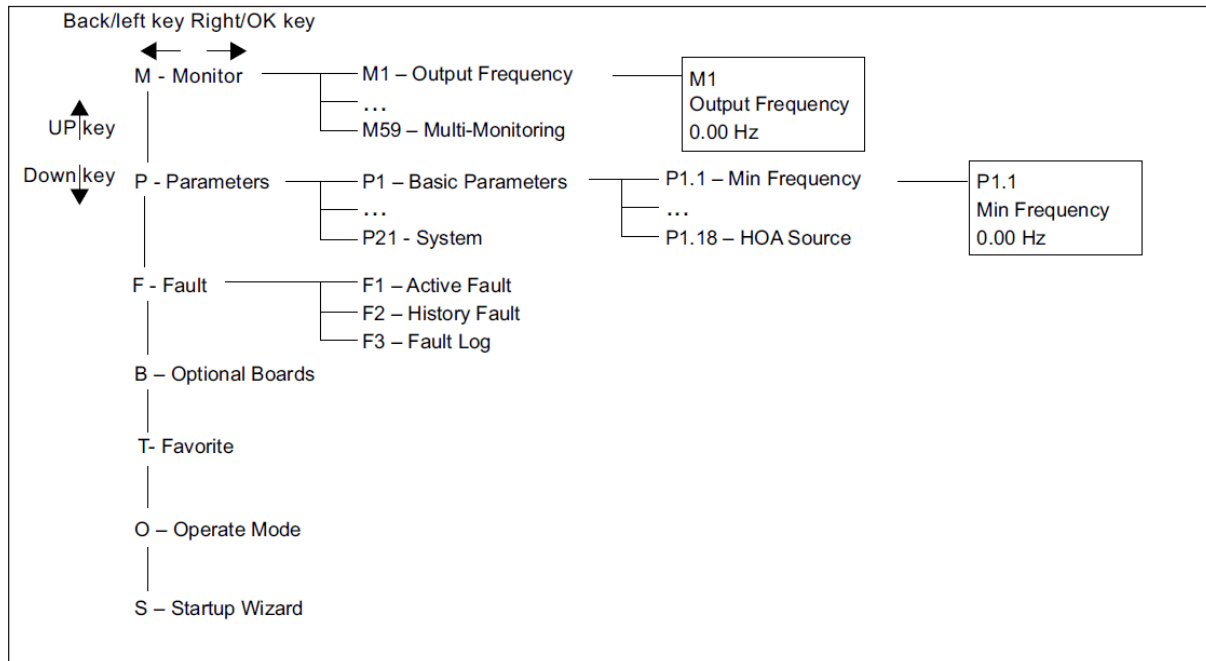 Back/left key Right/OK key
M - Monitor
M1 – Output Frequency
...
M59 – Multi-Monitoring
M1
Output Frequency
0.00 Hz
UP key
Down key
P - Parameters
P1 – Basic Parameters
...
P21 - System
P1.1 – Min Frequency
...
P1.18 – HOA Source
P1.1
Min Frequency
0.00 Hz
F - Fault
F1 – Active Fault
F2 – History Fault
F3 – Fault Log
B – Optional Boards
T- Favorite
O – Operate Mode
S – Startup Wizard